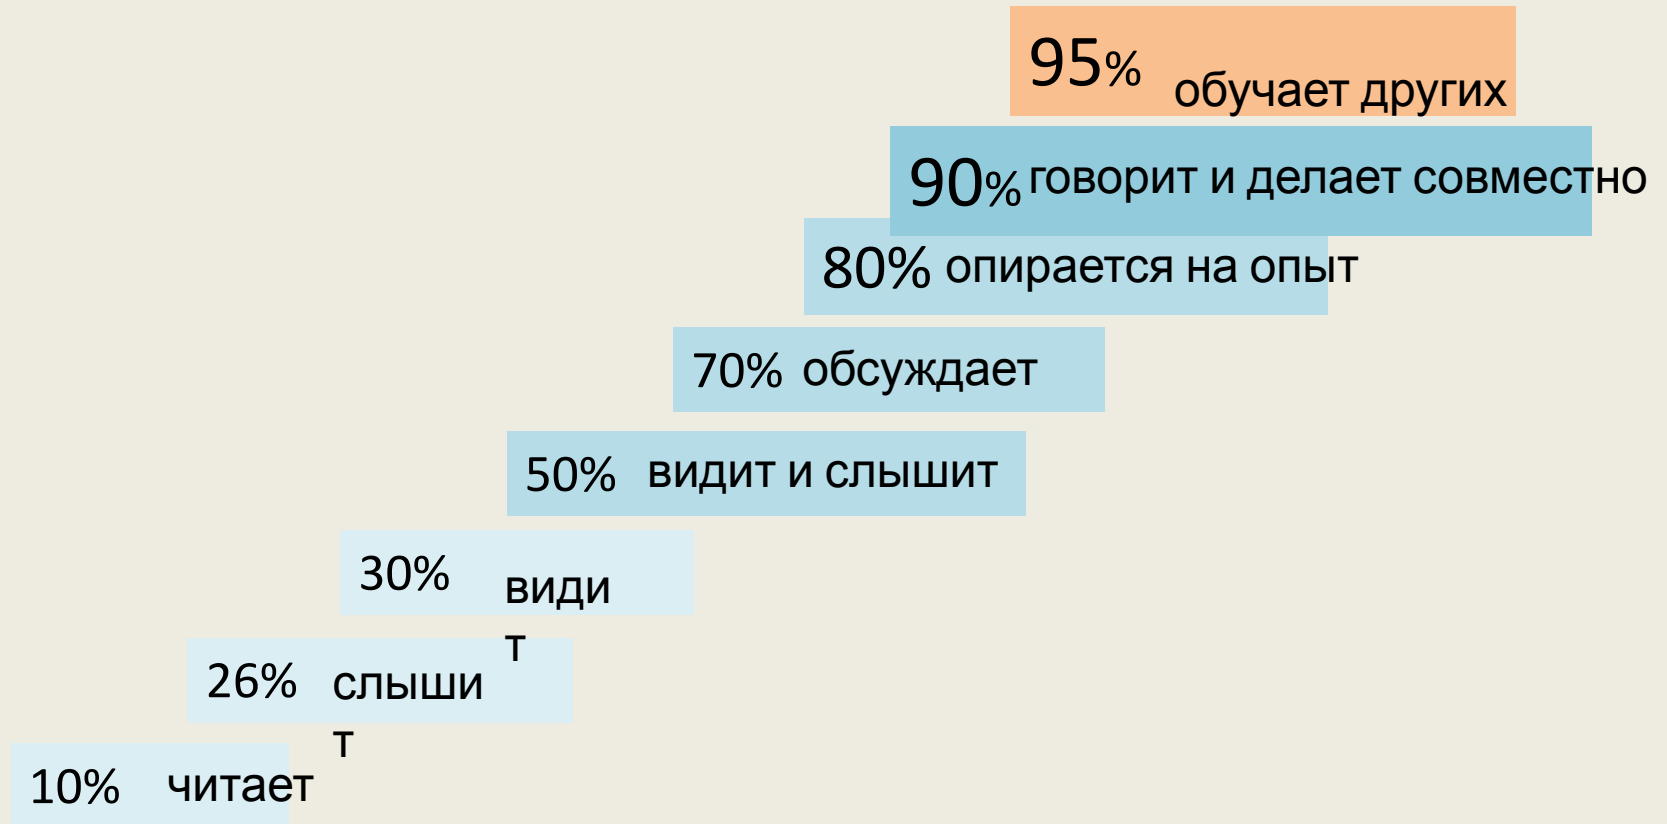 95% обучает других
90% говорит и делает совместно
80% опирается на опыт
70% обсуждает
50% видит и слышит
30% види
т
26% слыши
т
10% читает